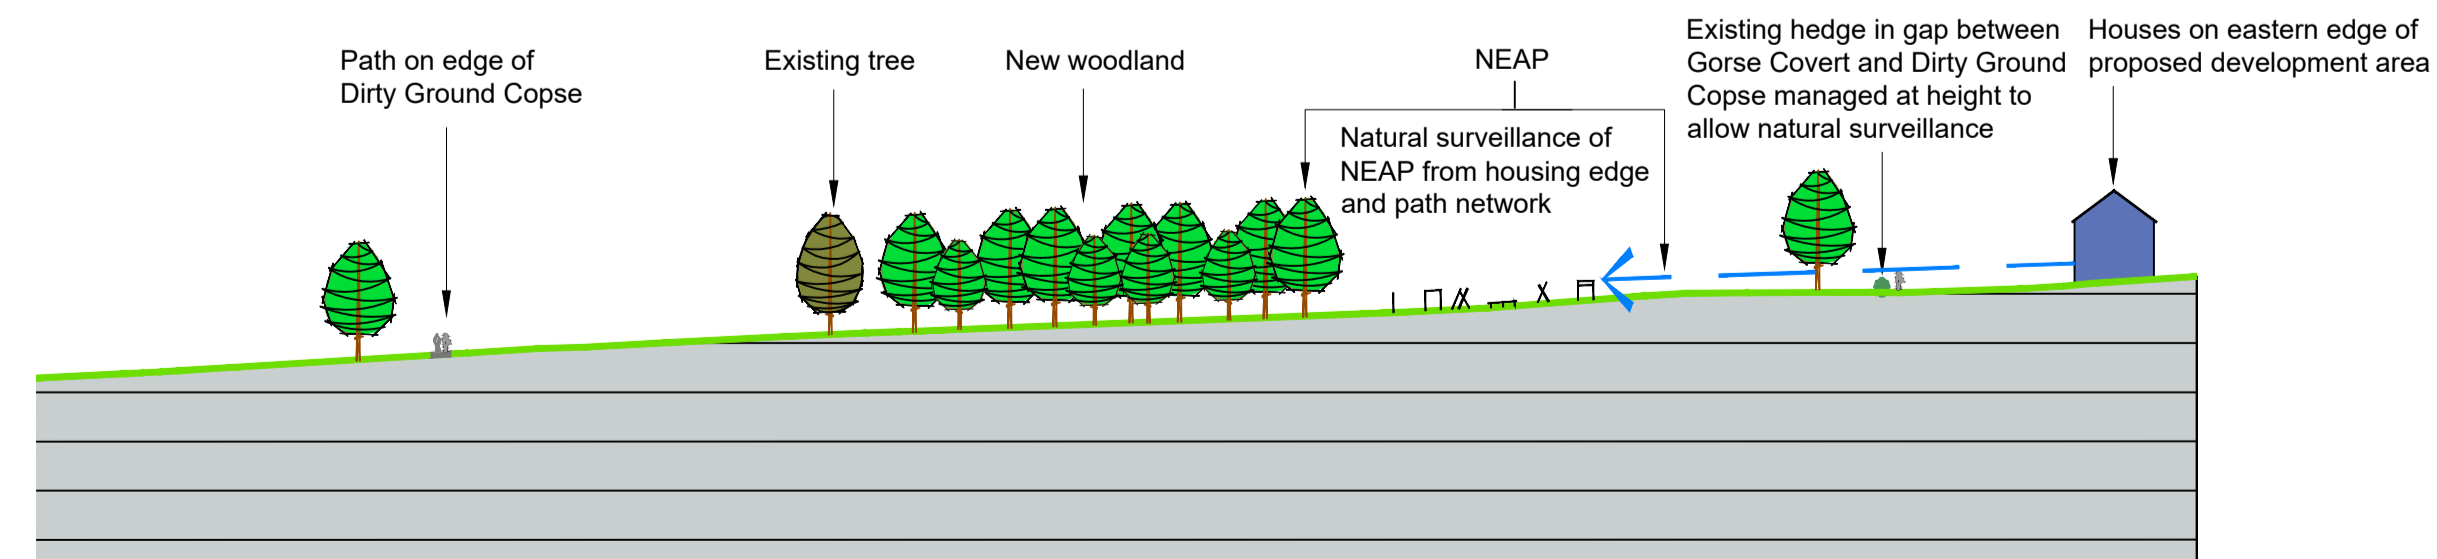 Path on edge of
Dirty Ground Copse
Existing tree
New woodland
NEAP
Natural surveillance of
NEAP from housing edge
and path network
Existing hedge in gap between
Gorse Covert and Dirty Ground
Copse managed at height to
allow natural surveillance
Houses on eastern edge of
proposed development area